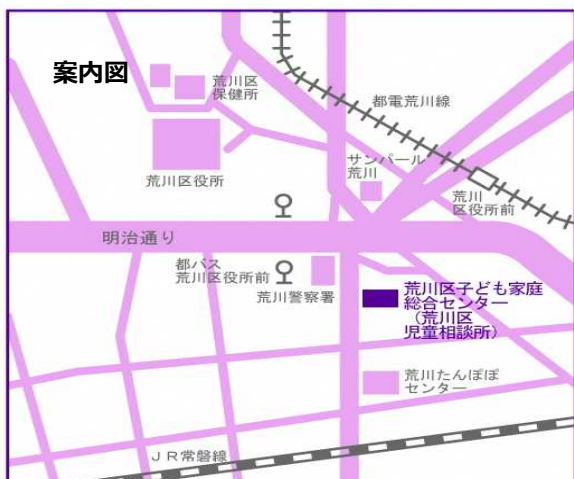 案内図
荒川区
保健所
都電荒川線
サンパール
荒川
荒川
区役所前
荒川区役所
明治通り
都バス
荒川区役所前
荒川警察署
荒川区子ども家庭
総合センター
(荒川区
児童相談所)
荒川たんぽぽ
センター
JR常磐線